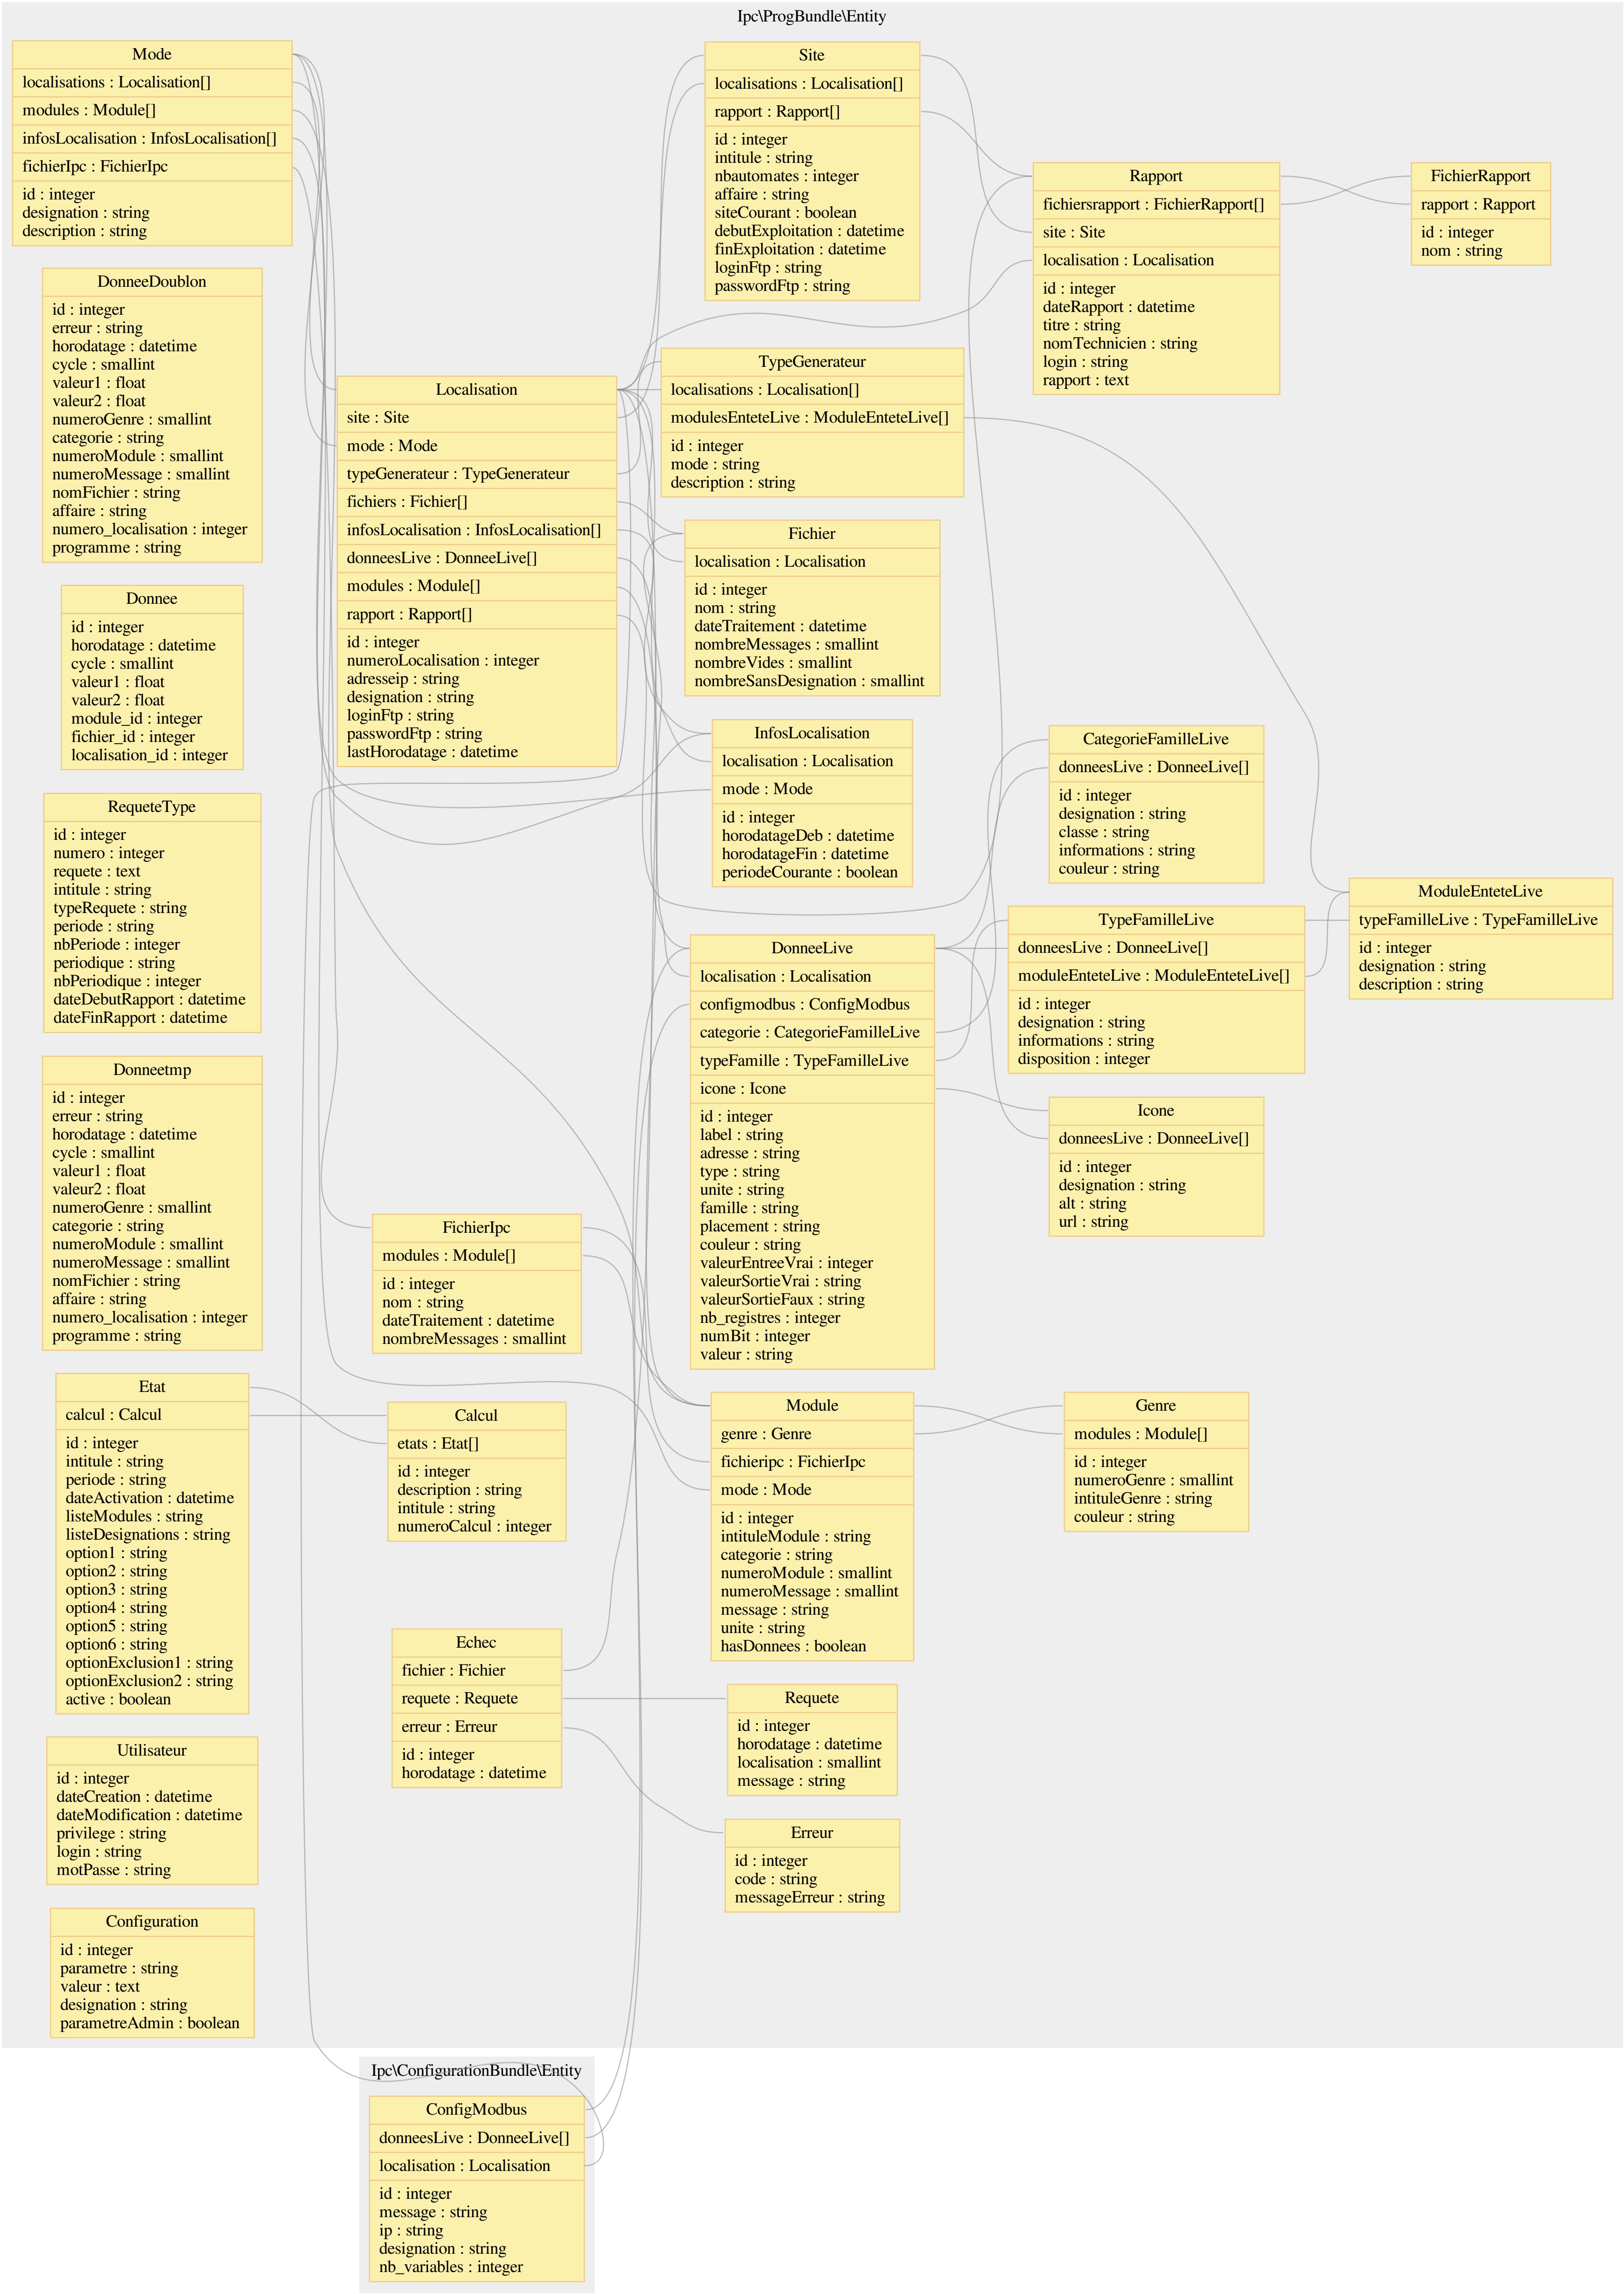 Ipc\ProgBundle\Entity
Mode
localisations : Localisation[]
modules : Module[]
infosLocalisation : InfosLocalisation[]
fichierIpc : FichierIpc
id : integer
designation : string
description : string
DonneeDoublon
id : integer
erreur : string
horodatage : datetime
cycle : smallint
valeur1 : float
valeur2 : float
numeroGenre : smallint
categorie : string
numeroModule : smallint
numeroMessage : smallint
nomFichier : string
affaire : string
numero_localisation : integer
programme : string
Donnee
id : integer
horodatage : datetime
cycle : smallint
valeur1 : float
valeur2 : float
module_id : integer
fichier_id : integer
localisation_id : integer
RequeteType
id : integer
numero : integer
requete : text
intitule : string
typeRequete : string
periode : string
nbPeriode : integer
periodique : string
nbPeriodique : integer
dateDebutRapport : datetime
dateFinRapport : datetime
Donneetmp
id : integer
erreur : string
horodatage : datetime
cycle : smallint
valeur1 : float
valeur2 : float
numeroGenre : smallint
categorie : string
numeroModule : smallint
numeroMessage : smallint
nomFichier : string
affaire : string
numero_localisation : integer
programme : string
Etat
calcul : Calcul
id : integer
intitule : string
periode : string
dateActivation : datetime
listeModules : string
listeDesignations : string
option1 : string
option2 : string
option3 : string
option4 : string
option5 : string
option6 : string
optionExclusion1 : string
optionExclusion2 : string
active : boolean
Utilisateur
id : integer
dateCreation : datetime
dateModification : datetime
privilege : string
login : string
motPasse : string
Configuration
id : integer
parametre : string
valeur : text
designation : string
parametreAdmin : boolean
Localisation
site : Site
mode : Mode
typeGenerateur : TypeGenerateur
fichiers : Fichier[]
infosLocalisation : InfosLocalisation[]
donneesLive : DonneeLive[]
modules : Module[]
rapport : Rapport[]
id : integer
numeroLocalisation : integer
adresseip : string
designation : string
loginFtp : string
passwordFtp : string
lastHorodatage : datetime
FichierIpc
modules : Module[]
id : integer
nom : string
dateTraitement : datetime
nombreMessages : smallint
Calcul
etats : Etat[]
id : integer
description : string
intitule : string
numeroCalcul : integer
Echec
fichier : Fichier
requete : Requete
erreur : Erreur
id : integer
horodatage : datetime
Site
localisations : Localisation[]
rapport : Rapport[]
id : integer
intitule : string
nbautomates : integer
affaire : string
siteCourant : boolean
debutExploitation : datetime
finExploitation : datetime
loginFtp : string
passwordFtp : string
TypeGenerateur
localisations : Localisation[]
modulesEnteteLive : ModuleEnteteLive[]
id : integer
mode : string
description : string
Fichier
localisation : Localisation
id : integer
nom : string
dateTraitement : datetime
nombreMessages : smallint
nombreVides : smallint
nombreSansDesignation : smallint
InfosLocalisation
localisation : Localisation
mode : Mode
id : integer
horodatageDeb : datetime
horodatageFin : datetime
periodeCourante : boolean
DonneeLive
localisation : Localisation
configmodbus : ConfigModbus
categorie : CategorieFamilleLive
typeFamille : TypeFamilleLive
icone : Icone
id : integer
label : string
adresse : string
type : string
unite : string
famille : string
placement : string
couleur : string
valeurEntreeVrai : integer
valeurSortieVrai : string
valeurSortieFaux : string
nb_registres : integer
numBit : integer
valeur : string
Module
genre : Genre
fichieripc : FichierIpc
mode : Mode
id : integer
intituleModule : string
categorie : string
numeroModule : smallint
numeroMessage : smallint
message : string
unite : string
hasDonnees : boolean
Requete
id : integer
horodatage : datetime
localisation : smallint
message : string
Erreur
id : integer
code : string
messageErreur : string
Rapport
fichiersrapport : FichierRapport[]
site : Site
localisation : Localisation
id : integer
dateRapport : datetime
titre : string
nomTechnicien : string
login : string
rapport : text
CategorieFamilleLive
donneesLive : DonneeLive[]
id : integer
designation : string
classe : string
informations : string
couleur : string
TypeFamilleLive
donneesLive : DonneeLive[]
moduleEnteteLive : ModuleEnteteLive[]
id : integer
designation : string
informations : string
disposition : integer
Icone
donneesLive : DonneeLive[]
id : integer
designation : string
alt : string
url : string
Genre
modules : Module[]
id : integer
numeroGenre : smallint
intituleGenre : string
couleur : string
FichierRapport
rapport : Rapport
id : integer
nom : string
ModuleEnteteLive
typeFamilleLive : TypeFamilleLive
id : integer
designation : string
description : string
Ipc\ConfigurationBundle\Entity
ConfigModbus
donneesLive : DonneeLive[]
localisation : Localisation
id : integer
message : string
ip : string
designation : string
nb_variables : integer